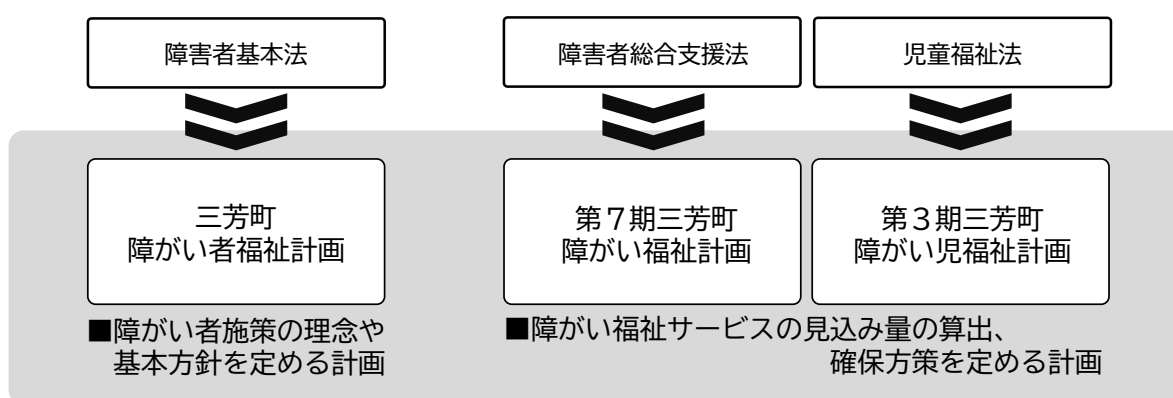 障害者基本法
障害者総合支援法
児童福祉法
三芳町
障がい者福祉計画
第７期三芳町
障がい福祉計画
第３期三芳町
障がい児福祉計画
■障がい者施策の理念や
基本方針を定める計画
■障がい福祉サービスの見込み量の算出、
確保方策を定める計画